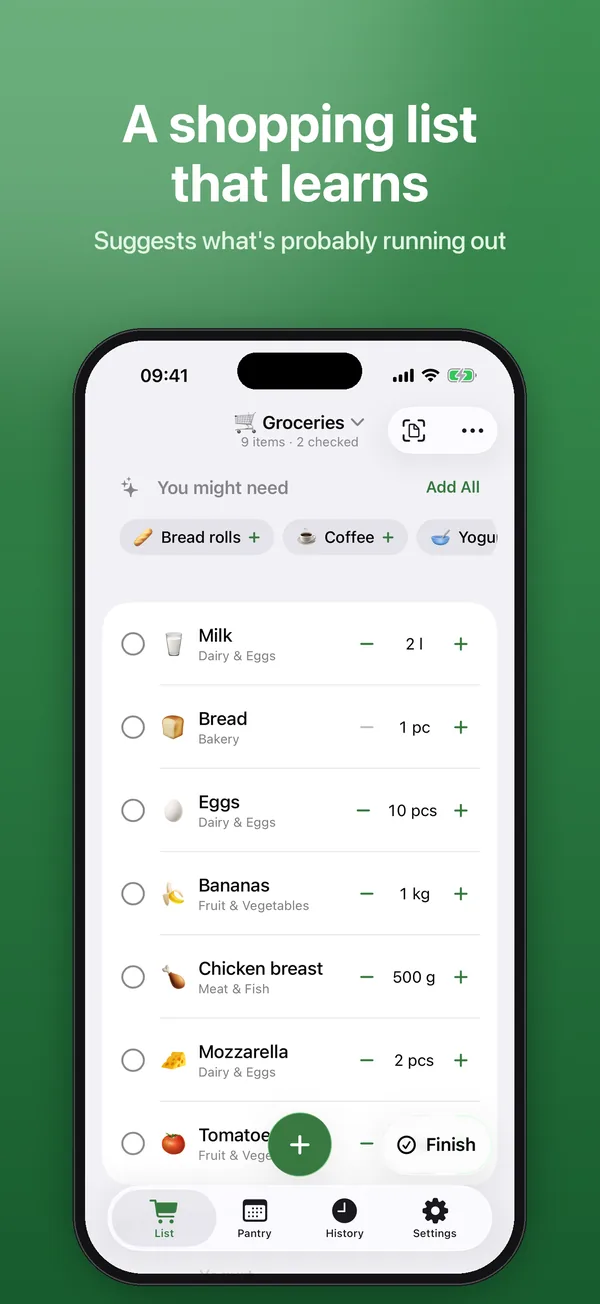 A shopping list
that learns
Suggests what's probably running out
09:41
Groceries
9 items · 2 checked
You might need
Add All
Bread rolls +
Coffee +
Milk
Dairy & Eggs
− 2 l +
Bread
Bakery
− 1 pc +
Eggs
Dairy & Eggs
− 10 pcs +
Bananas
Fruit & Vegetables
− 1 kg +
Chicken breast
Meat & Fish
− 500 g +
Mozzarella
Dairy & Eggs
− 2 pcs +
Fruit &
+
−
Finish
List
Pantry
History
Settings